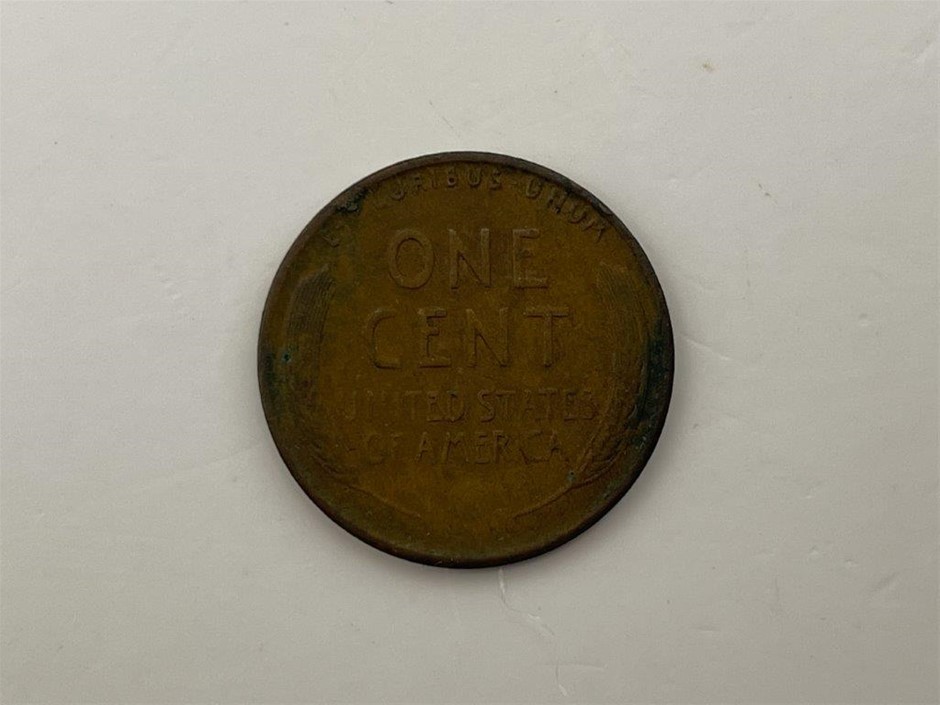 E·PLURIBUS·UNUM
ONE
CENT
UNITED STATES
OF AMERICA